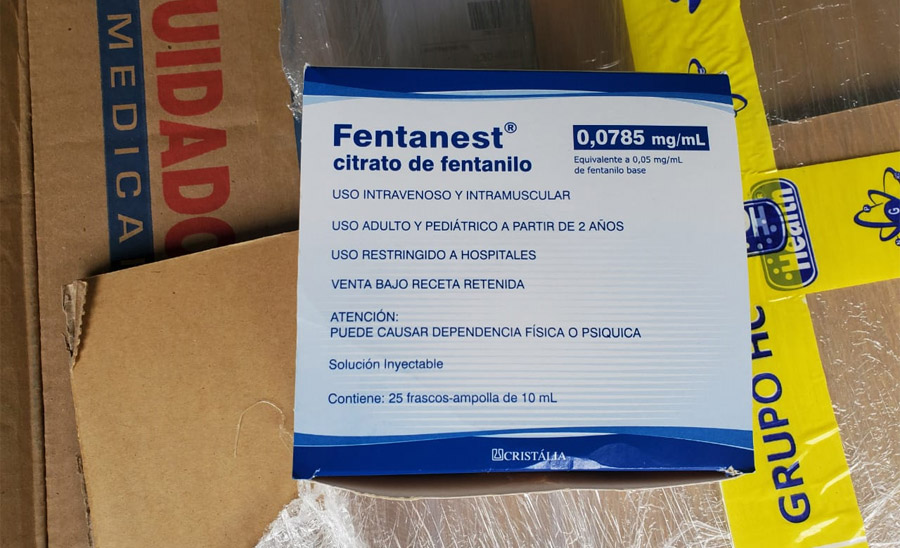 UIDADO
MEDICA
Fentanest®
citrato de fentanilo
0,0785 mg/mL
Equivalente a 0,05 mg/mL
de fentanilo base
USO INTRAVENOSO Y INTRAMUSCULAR
USO ADULTO Y PEDIÁTRICO A PARTIR DE 2 AÑOS
USO RESTRINGIDO A HOSPITALES
VENTA BAJO RECETA RETENIDA
ATENCIÓN:
PUEDE CAUSAR DEPENDENCIA FÍSICA O PSIQUICA
Solución Inyectable
Contiene: 25 frascos-ampolla de 10 mL
CRISTÁLIA
Health
G
GRUPO HC